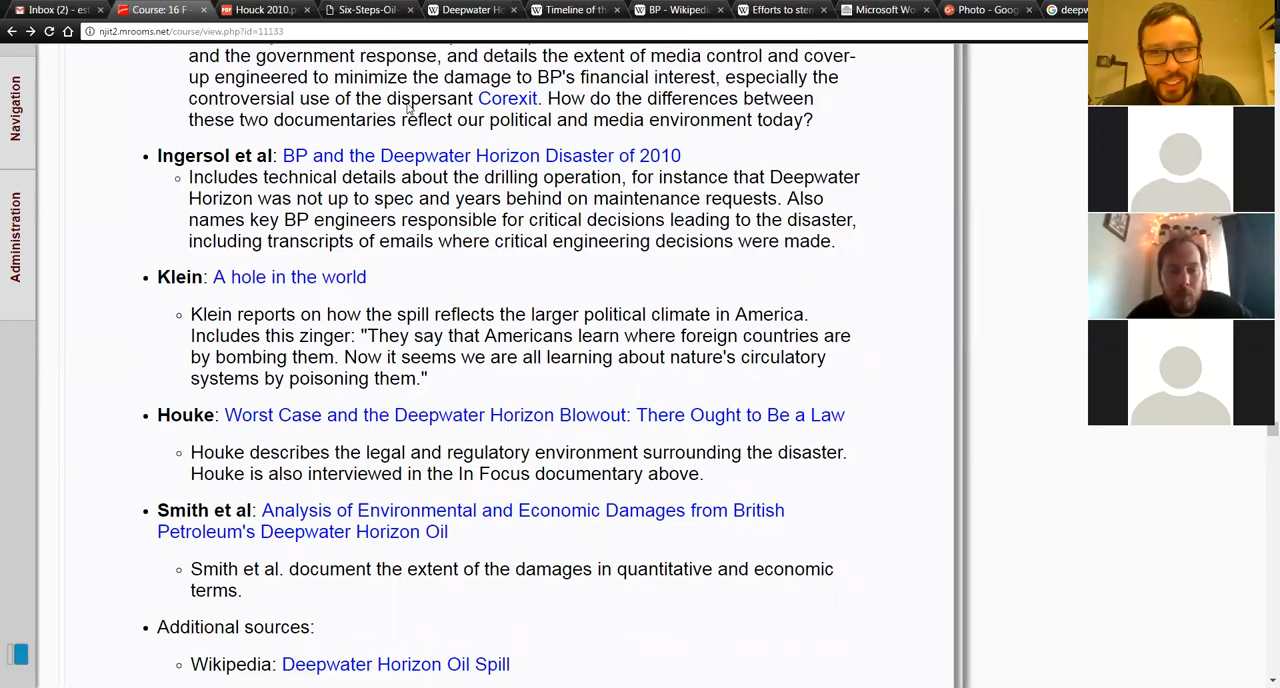 Inbox (2) - est
Course: 16 F
Houck 2010.p
Six-Steps-Oil-
Deepwater H
Timeline of th
BP - Wikipedi
Efforts to ste
Microsoft Wo
Photo - Goog
deepw
njit2.mrooms.net/course/view.php?id=11133
Navigation
Administration
and the government response, and details the extent of media control and cover-
up engineered to minimize the damage to BP's financial interest, especially the
controversial use of the dispersant Corexit. How do the differences between
these two documentaries reflect our political and media environment today?
• Ingersol et al: BP and the Deepwater Horizon Disaster of 2010
◦ Includes technical details about the drilling operation, for instance that Deepwater
Horizon was not up to spec and years behind on maintenance requests. Also
names key BP engineers responsible for critical decisions leading to the disaster,
including transcripts of emails where critical engineering decisions were made.
• Klein: A hole in the world
◦ Klein reports on how the spill reflects the larger political climate in America.
Includes this zinger: "They say that Americans learn where foreign countries are
by bombing them. Now it seems we are all learning about nature's circulatory
systems by poisoning them."
• Houke: Worst Case and the Deepwater Horizon Blowout: There Ought to Be a Law
◦ Houke describes the legal and regulatory environment surrounding the disaster.
Houke is also interviewed in the In Focus documentary above.
• Smith et al: Analysis of Environmental and Economic Damages from British
Petroleum's Deepwater Horizon Oil
◦ Smith et al. document the extent of the damages in quantitative and economic
terms.
• Additional sources:
◦ Wikipedia: Deepwater Horizon Oil Spill